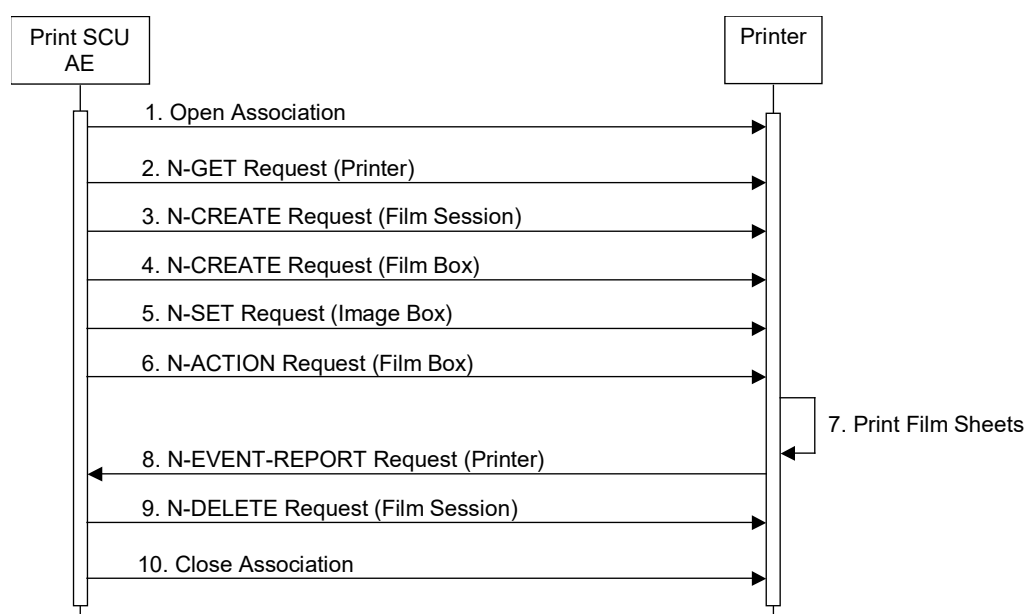 Print SCU
AE
Printer
1. Open Association
2. N-GET Request (Printer)
3. N-CREATE Request (Film Session)
4. N-CREATE Request (Film Box)
5. N-SET Request (Image Box)
6. N-ACTION Request (Film Box)
7. Print Film Sheets
8. N-EVENT-REPORT Request (Printer)
9. N-DELETE Request (Film Session)
10. Close Association